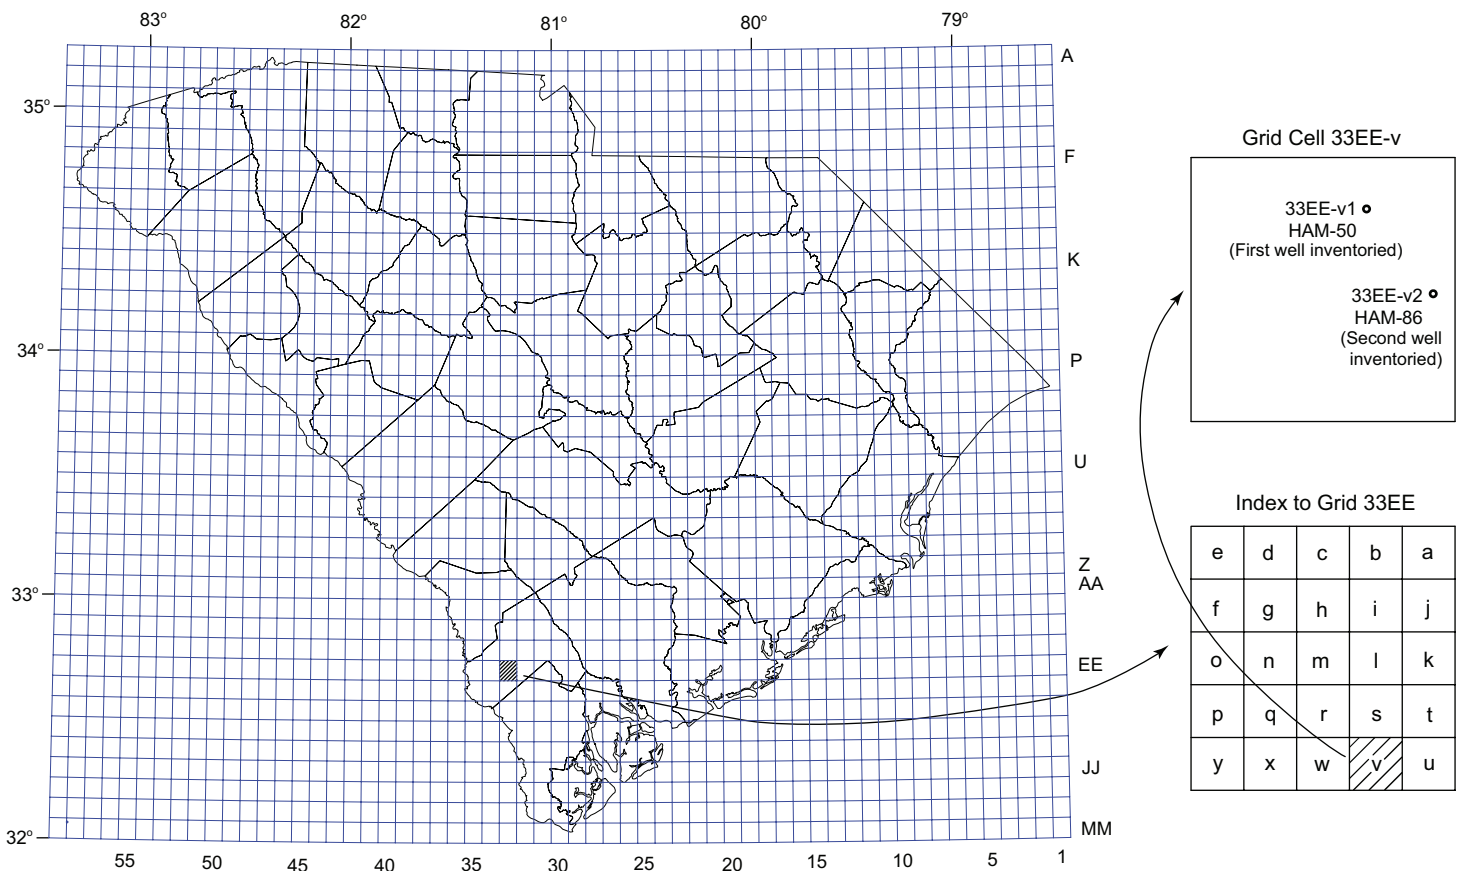 83°
82°
81°
80°
79°
A
35°
F
K
34°
P
U
Z
AA
33°
EE
JJ
32°
MM
55
50
45
40
35
30
25
20
15
10
5
1
Grid Cell 33EE-v
33EE-v1
HAM-50
(First well inventoried)
33EE-v2
HAM-86
(Second well
inventoried)
Index to Grid 33EE
e d c b a
f g h i j
o n m l k
p q r s t
y x w v u